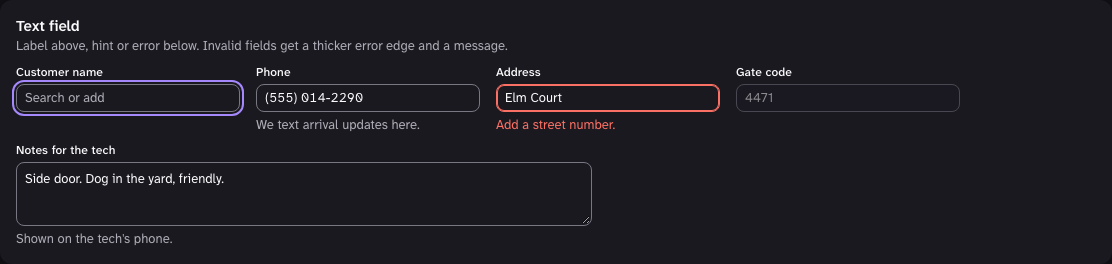 Text field
Label above, hint or error below. Invalid fields get a thicker error edge and a message.
Customer name
Search or add
Phone
(555) 014-2290
We text arrival updates here.
Address
Elm Court
Add a street number.
Gate code
4471
Notes for the tech
Side door. Dog in the yard, friendly.
Shown on the tech's phone.